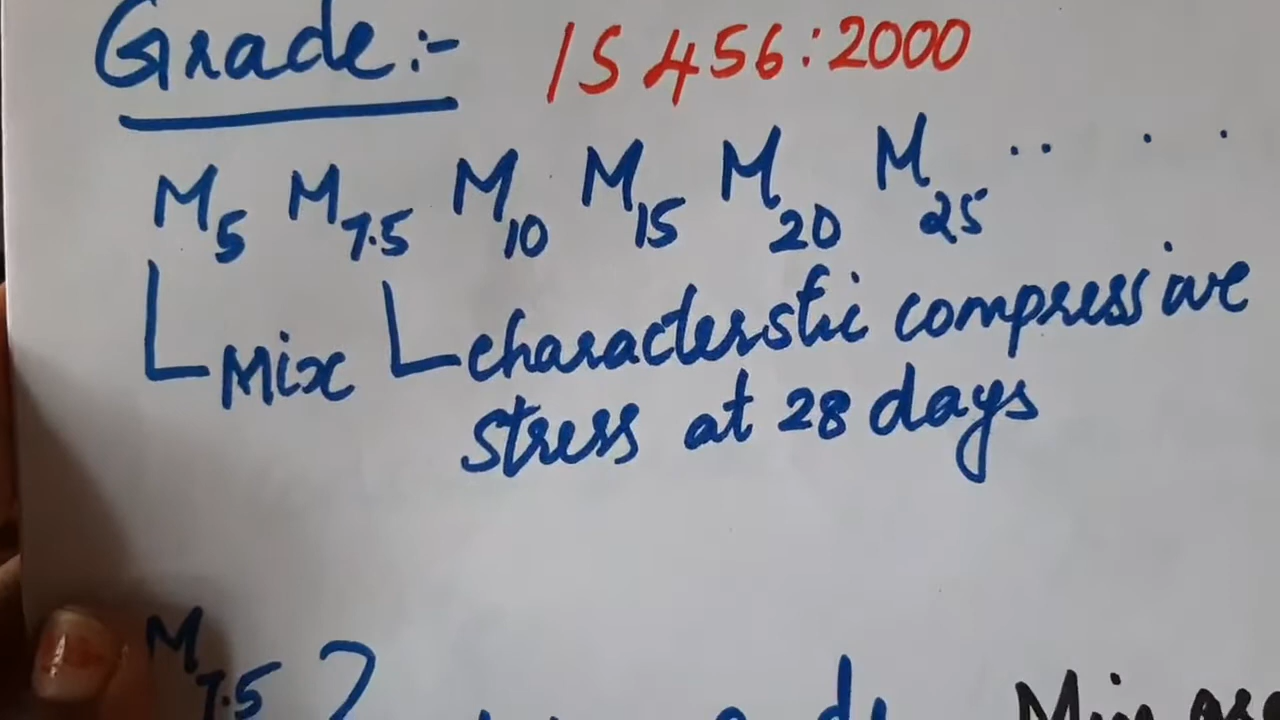 Grade:- IS 456:2000
M5 M7.5 M10 M15 M20 M25 .. . .
Mix characterstic compressive
stress at 28 days
M7.5
Min